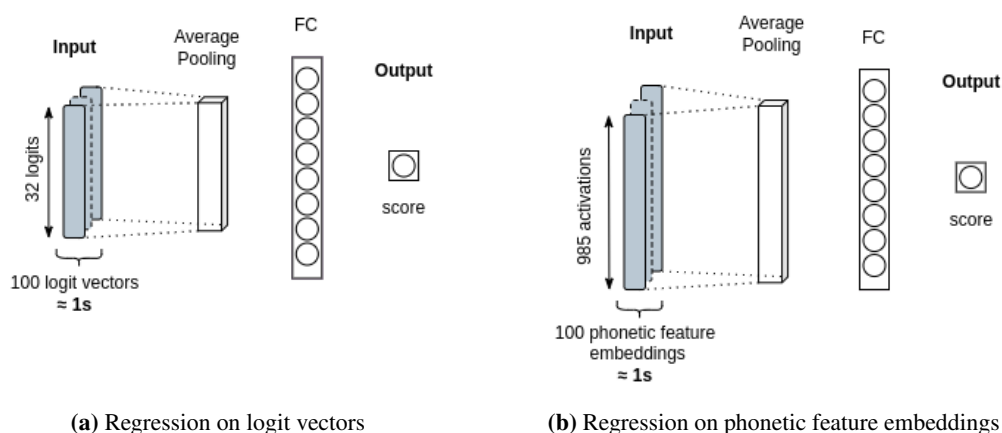 Input
Average
Pooling
FC
Output
32 logits
score
100 logit vectors
≈ 1s
(a) Regression on logit vectors
Input
Average
Pooling
FC
Output
985 activations
score
100 phonetic feature
embeddings
≈ 1s
(b) Regression on phonetic feature embeddings